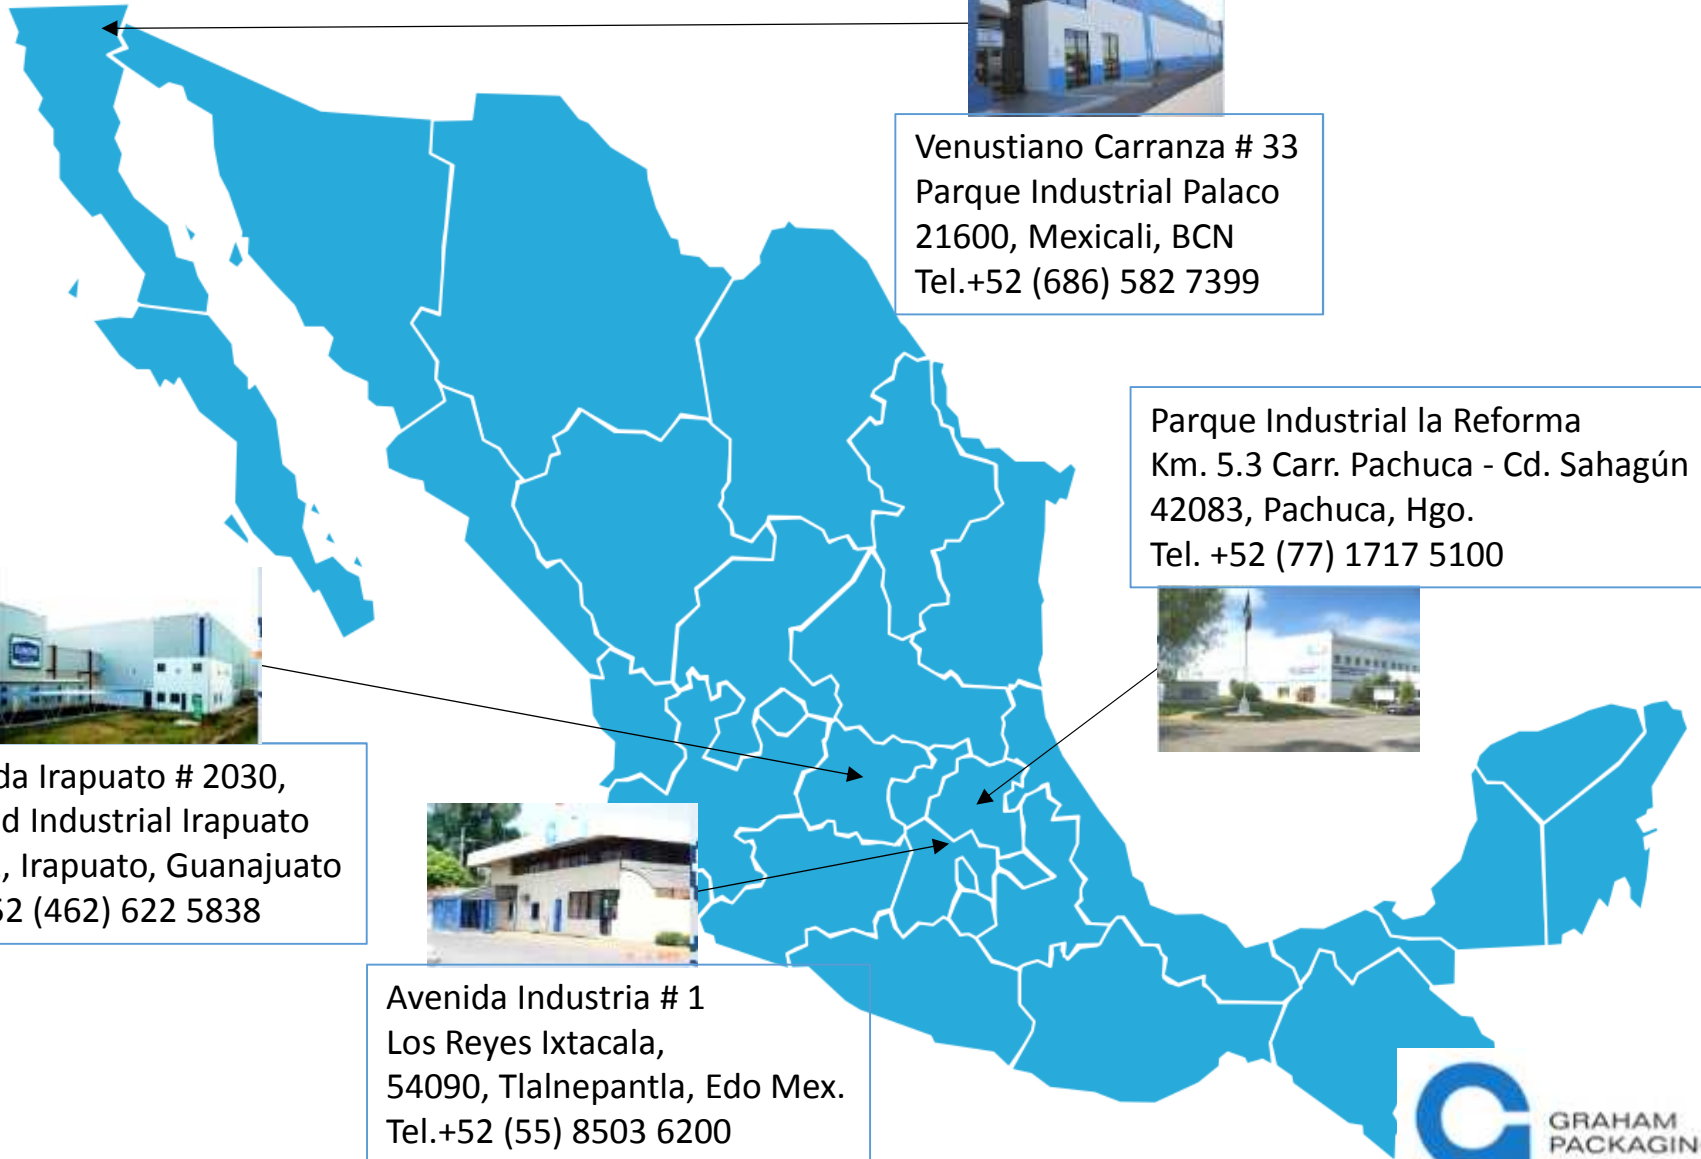 Venustiano Carranza # 33
Parque Industrial Palaco
21600, Mexicali, BCN
Tel.+52 (686) 582 7399
Parque Industrial la Reforma
Km. 5.3 Carr. Pachuca - Cd. Sahagún
42083, Pachuca, Hgo.
Tel. +52 (77) 1717 5100
Irapuato # 2030,
Industrial Irapuato
, Irapuato, Guanajuato
(462) 622 5838
Avenida Industria # 1
Los Reyes Ixtacala,
54090, Tlalnepantla, Edo Mex.
Tel.+52 (55) 8503 6200
GRAHAM
PACKAGIN